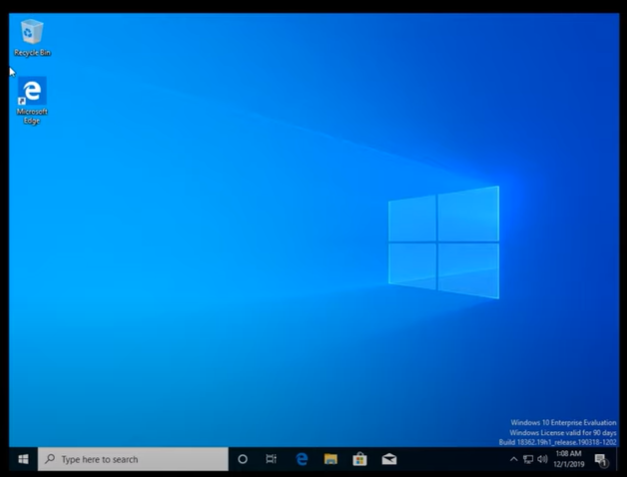 Recycle Bin
Microsoft
Edge
Windows 10 Enterprise Evaluation
Windows License valid for 90 days
Build 18362.19h1_release.190318-1202
Type here to search
1:08 AM
12/1/2019
1